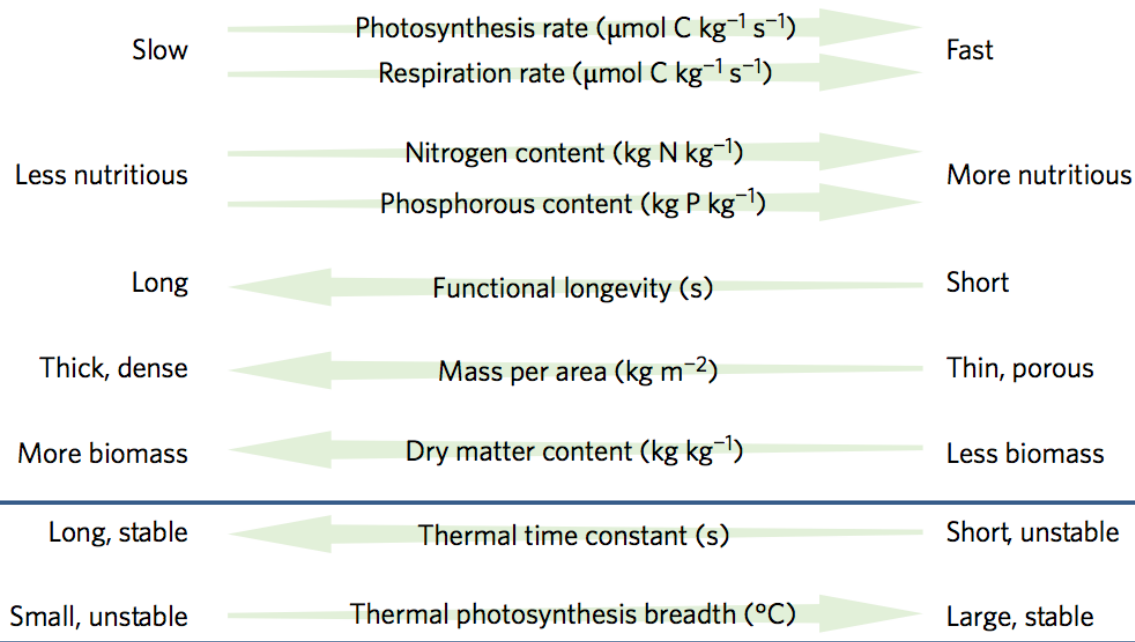 Photosynthesis rate (μmol C kg⁻¹ s⁻¹)
Slow
Fast
Respiration rate (μmol C kg⁻¹ s⁻¹)
Nitrogen content (kg N kg⁻¹)
Less nutritious
More nutritious
Phosphorous content (kg P kg⁻¹)
Long
Functional longevity (s)
Short
Thick, dense
Mass per area (kg m⁻²)
Thin, porous
More biomass
Dry matter content (kg kg⁻¹)
Less biomass
Long, stable
Thermal time constant (s)
Short, unstable
Small, unstable
Thermal photosynthesis breadth (°C)
Large, stable